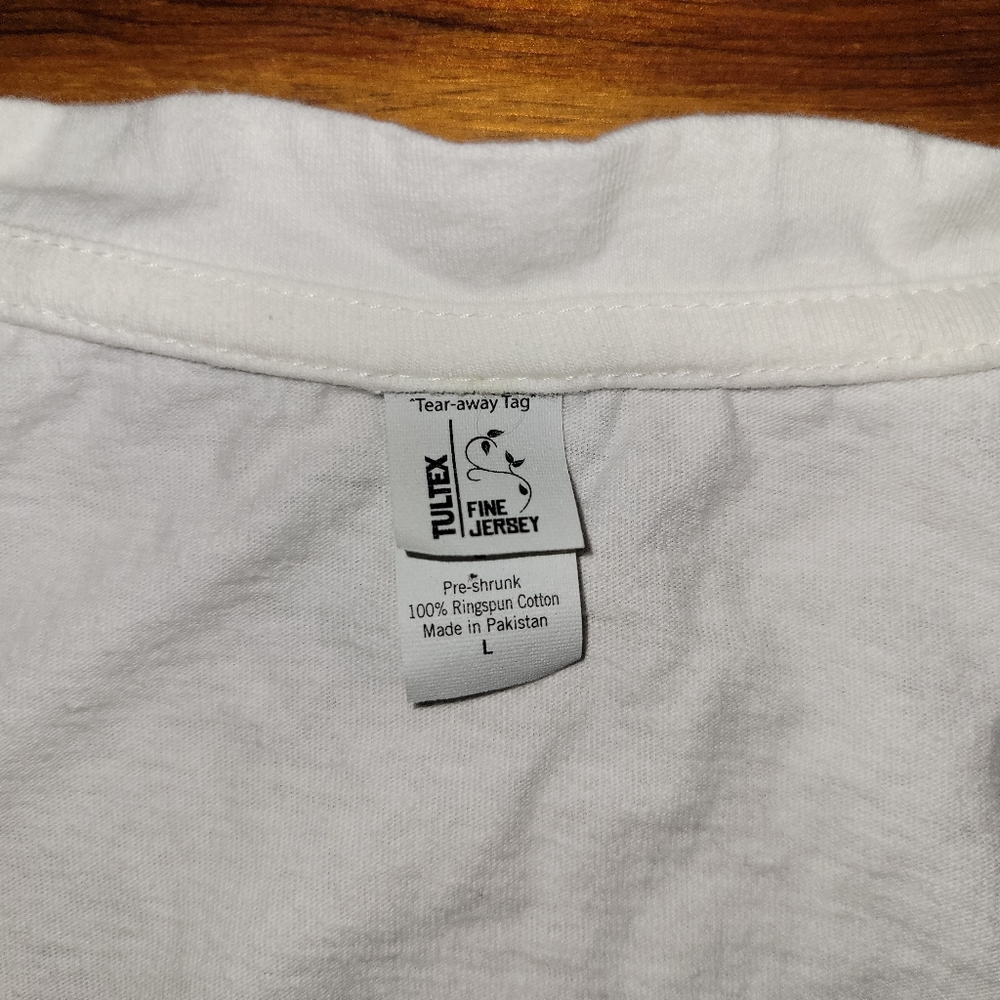 "Tear-away Tag"
TULTEX
FINE
JERSEY
Pre-shrunk
100% Ringspun Cotton
Made in Pakistan
L